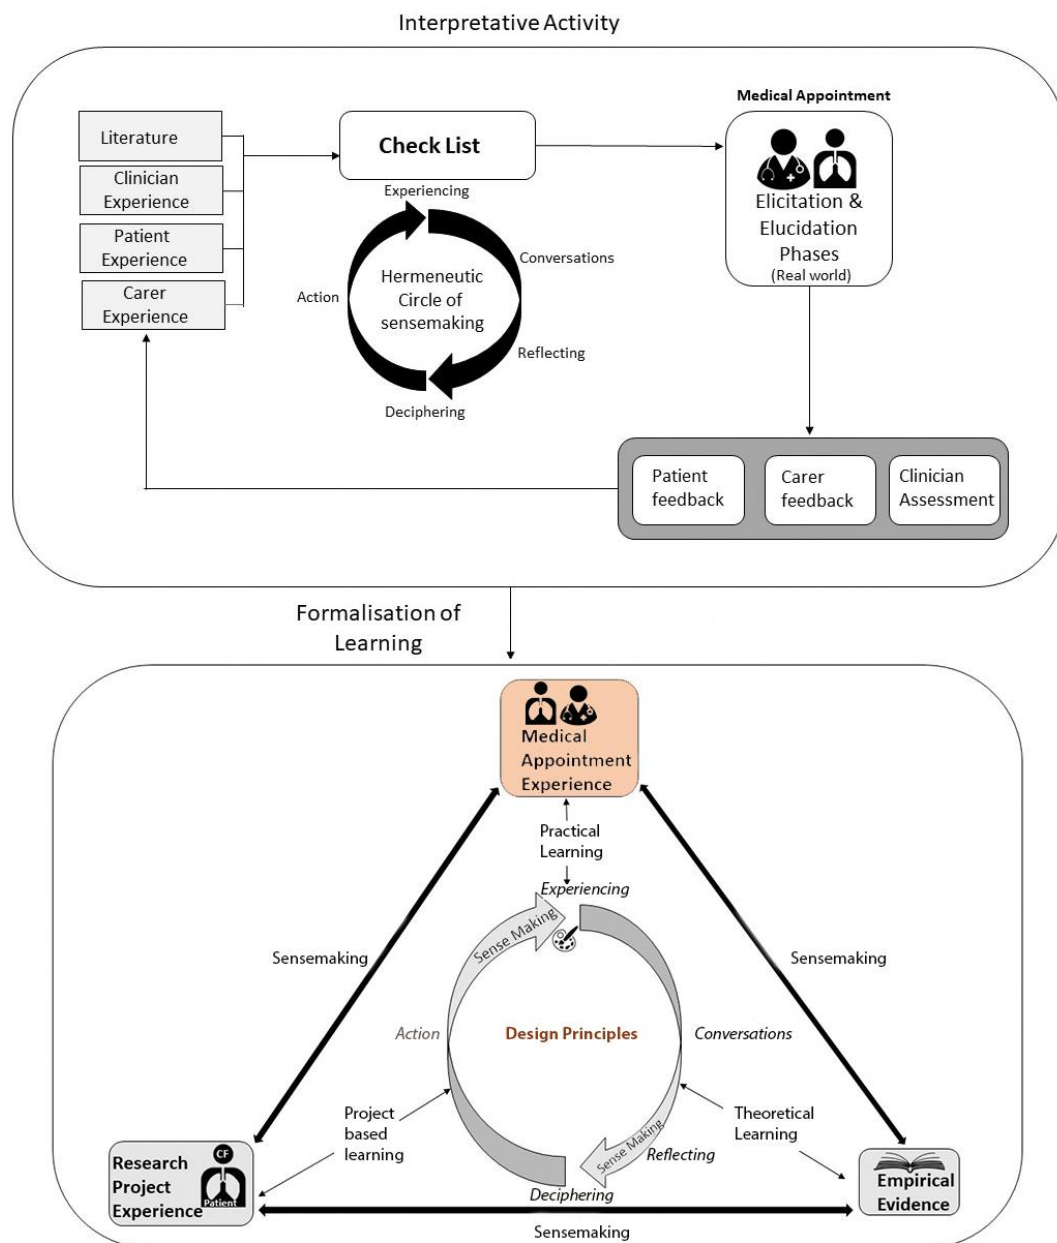 Interpretative Activity
Medical Appointment
Literature
Clinician
Experience
Patient
Experience
Carer
Experience
Check List
Experiencing
Conversations
Hermeneutic
Circle of
sensemaking
Action
Reflecting
Deciphering
Elicitation &
Elucidation
Phases
(Real world)
Patient
feedback
Carer
feedback
Clinician
Assessment
Formalisation of
Learning
Medical
Appointment
Experience
Practical
Learning
Experiencing
Sense Making
Sensemaking
Sensemaking
Action
Design Principles
Conversations
Project
based
learning
Theoretical
Learning
Sense Making
Reflecting
Deciphering
Research
Project
Experience
CF
Patient
Empirical
Evidence
Sensemaking